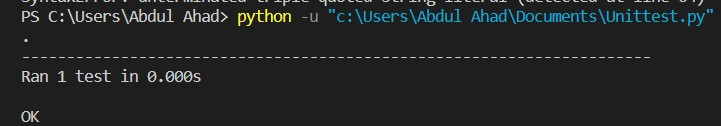 SyntaxError: unterminated triple-quoted string literal (detected at line 64)
PS C:\Users\Abdul Ahad> python -u "c:\Users\Abdul Ahad\Documents\Unittest.py"
.
----------------------------------------------------------------------
Ran 1 test in 0.000s
OK